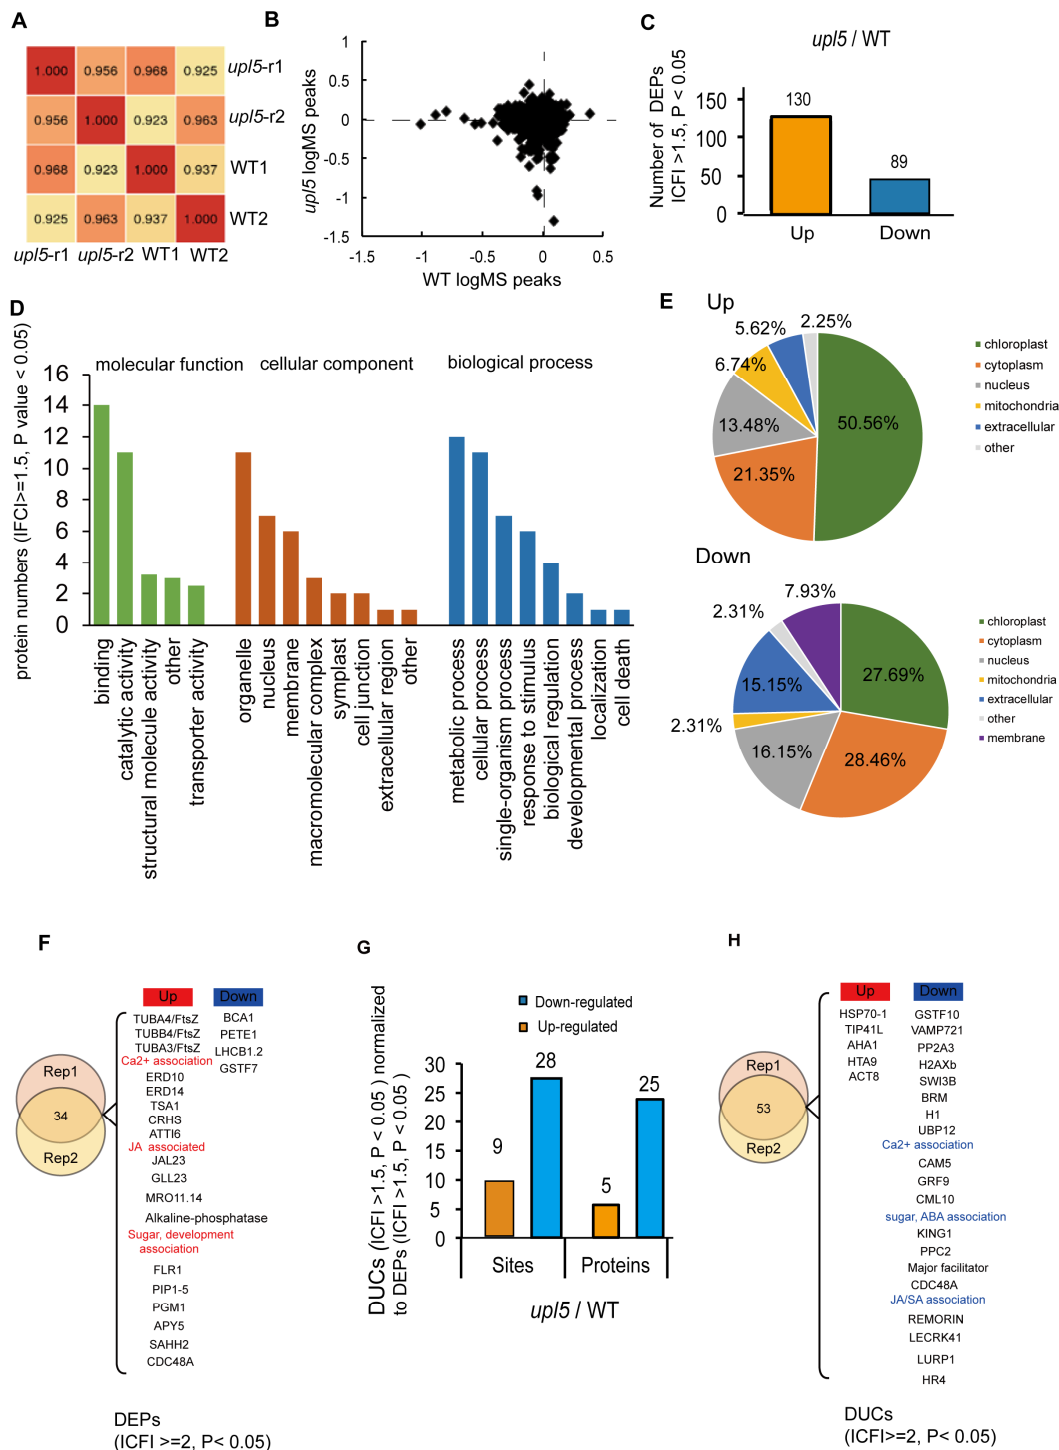 A
1.000 0.956 0.968 0.925 upl5-r1
0.956 1.000 0.923 0.963 upl5-r2
0.968 0.923 1.000 0.937 WT1
0.925 0.963 0.937 1.000 WT2
upl5-r1 upl5-r2 WT1 WT2
B
upl5 logMS peaks
1
0.5
0
-0.5
-1
-1.5
-1.5 -1 -0.5 0 0.5
WT logMS peaks
C
upl5 / WT
Number of DEPs
ICFI >1.5, P < 0.05
150
100
50
0
130
89
Up Down
D
protein numbers (IFCI>=1.5, P value < 0.05)
molecular function cellular component biological process
16
14
12
10
8
6
4
2
0
binding
catalytic activity
structural molecule activity
other
transporter activity
organelle
nucleus
membrane
macromolecular complex
symplast
cell junction
extracellular region
other
metabolic process
cellular process
single-organism process
response to stimulus
biological regulation
developmental process
localization
cell death
E
Up
2.25%
5.62%
6.74%
13.48%
50.56%
21.35%
chloroplast
cytoplasm
nucleus
mitochondria
extracellular
other
Down
7.93%
2.31%
15.15%
27.69%
2.31%
16.15%
28.46%
chloroplast
cytoplasm
nucleus
mitochondria
extracellular
other
membrane
F
Rep1
34
Rep2
Up
TUBA4/FtsZ
TUBB4/FtsZ
TUBA3/FtsZ
Ca2+ association
ERD10
ERD14
TSA1
CRHS
ATTI6
JA associated
JAL23
GLL23
MRO11.14
Alkaline-phosphatase
Sugar, development
association
FLR1
PIP1-5
PGM1
APY5
SAHH2
CDC48A
Down
BCA1
PETE1
LHCB1.2
GSTF7
DEPs
(ICFI >=2, P< 0.05)
G
Down-regulated
Up-regulated
DUCs (ICFI >1.5, P < 0.05 ) normalized
to DEPs (ICFI >1.5, P < 0.05)
30
25
20
15
10
5
0
9
28
5
25
Sites Proteins
upl5 / WT
H
Rep1
53
Rep2
Up
HSP70-1
TIP41L
AHA1
HTA9
ACT8
Down
GSTF10
VAMP721
PP2A3
H2AXb
SWI3B
BRM
H1
UBP12
Ca2+ association
CAM5
GRF9
CML10
sugar, ABA association
KING1
PPC2
Major facilitator
CDC48A
JA/SA association
REMORIN
LECRK41
LURP1
HR4
DUCs
(ICFI>=2, P< 0.05)